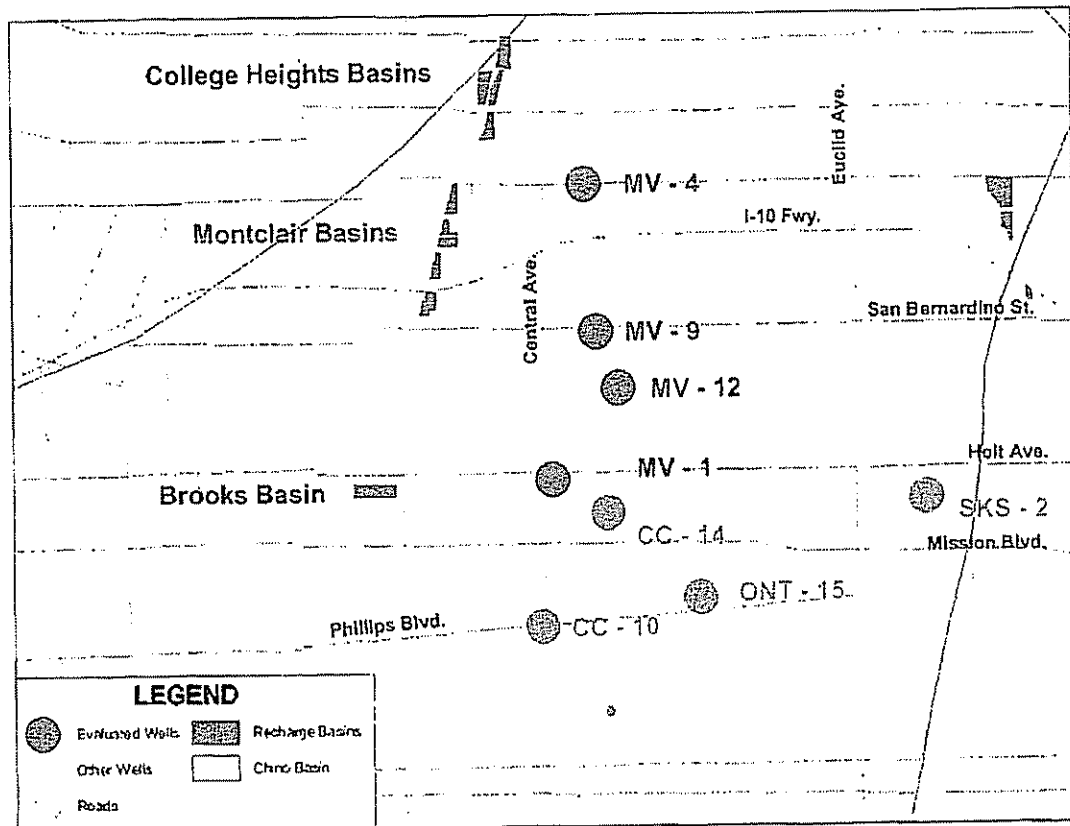 College Heights Basins
Euclid Ave.
MV - 4
I-10 Fwy.
Montclair Basins
Central Ave.
San Bernardino St.
MV - 9
MV - 12
Holt Ave.
MV - 1
Brooks Basin
SKS - 2
CC - 14
Mission Blvd.
ONT - 15
Phillips Blvd.
CC - 10
LEGEND
Evaluated Wells
Recharge Basins
Other Wells
Chino Basin
Roads